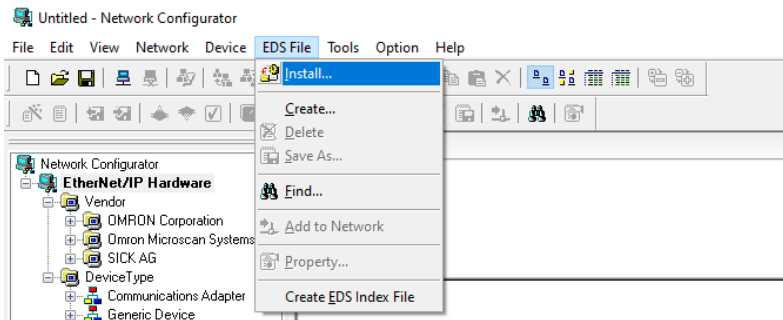 Untitled - Network Configurator
File Edit View Network Device EDS File Tools Option Help
Install...
Create...
Delete
Save As...
Find...
Add to Network
Property...
Create EDS Index File
Network Configurator
EtherNet/IP Hardware
Vendor
OMRON Corporation
Omron Microscan Systems
SICK AG
DeviceType
Communications Adapter
Generic Device